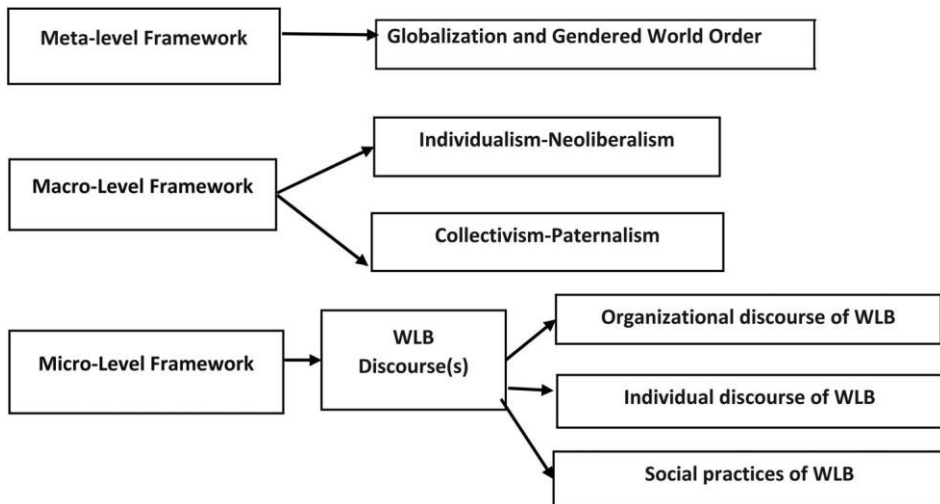 Meta-level Framework
Globalization and Gendered World Order
Individualism-Neoliberalism
Macro-Level Framework
Collectivism-Paternalism
Organizational discourse of WLB
WLB
Discourse(s)
Micro-Level Framework
Individual discourse of WLB
Social practices of WLB